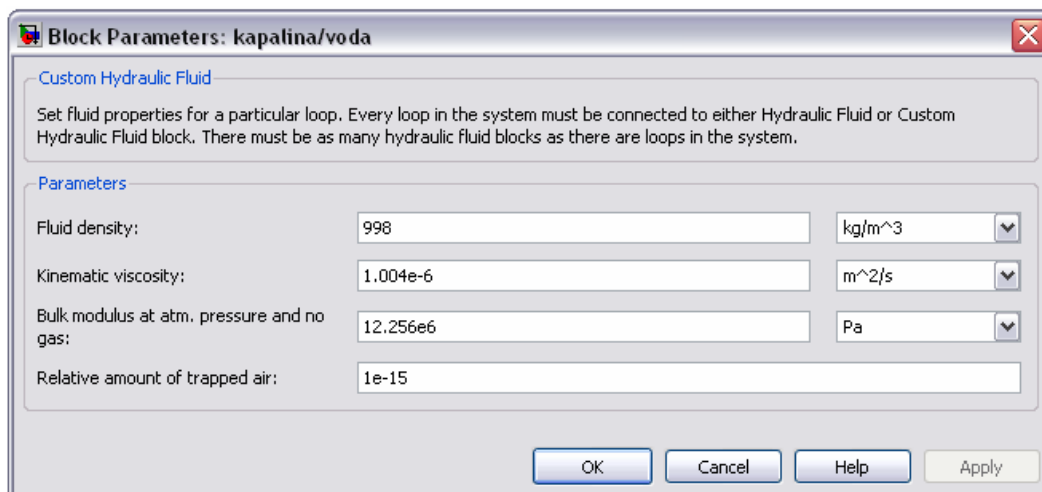 Block Parameters: kapalina/voda
Custom Hydraulic Fluid
Set fluid properties for a particular loop. Every loop in the system must be connected to either Hydraulic Fluid or Custom
Hydraulic Fluid block. There must be as many hydraulic fluid blocks as there are loops in the system.
Parameters
Fluid density: 998 kg/m^3
Kinematic viscosity: 1.004e-6 m^2/s
Bulk modulus at atm. pressure and no
gas: 12.256e6 Pa
Relative amount of trapped air: 1e-15
OK Cancel Help Apply